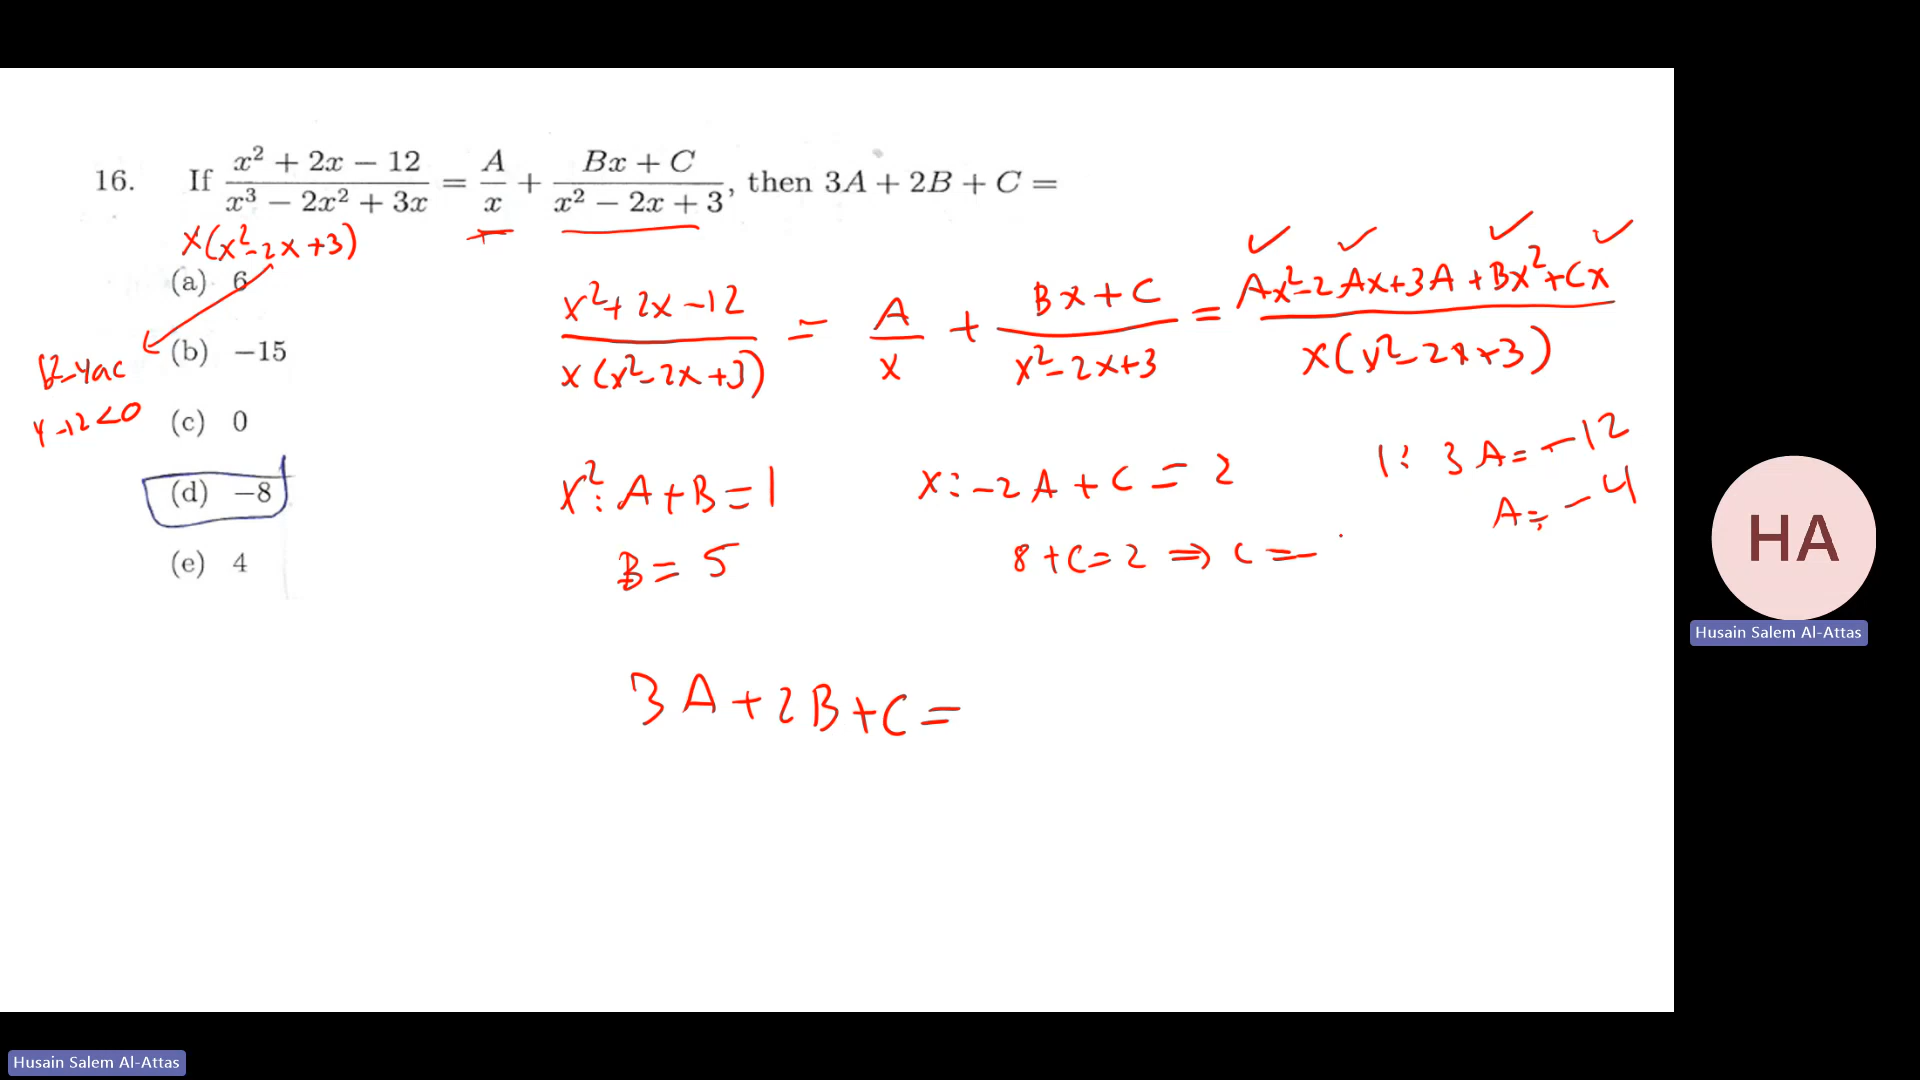 16. If x² + 2x − 12 / x³ − 2x² + 3x = A / x + Bx + C / x² − 2x + 3, then 3A + 2B + C =
x(x²-2x+3)
(a) 6
x²+2x-12 / x(x²-2x+3) = A / x + Bx+C / x²-2x+3 = Ax²-2Ax+3A+Bx²+Cx / x(x²-2x+3)
(b) −15
b²-4ac
4-12<0
(c) 0
x²: A+B=1
x: -2A+C=2
1: 3A=-12
A=-4
(d) −8
B=5
8+C=2 ⇒ C=-
(e) 4
3A+2B+C=
HA
Husain Salem Al-Attas
Husain Salem Al-Attas